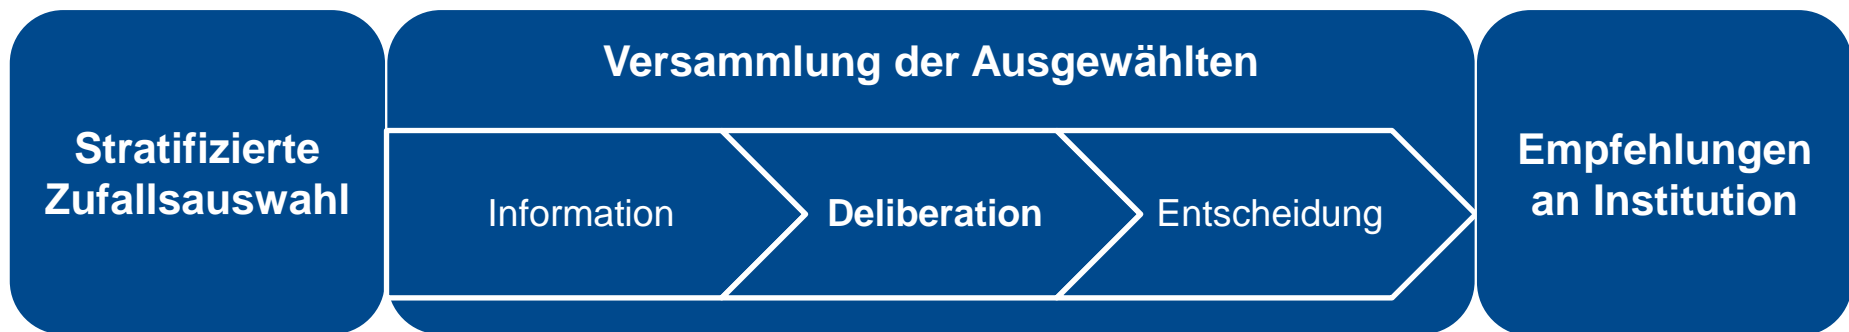 Stratifizierte
Zufallsauswahl
Versammlung der Ausgewählten
Information
Deliberation
Entscheidung
Empfehlungen
an Institution